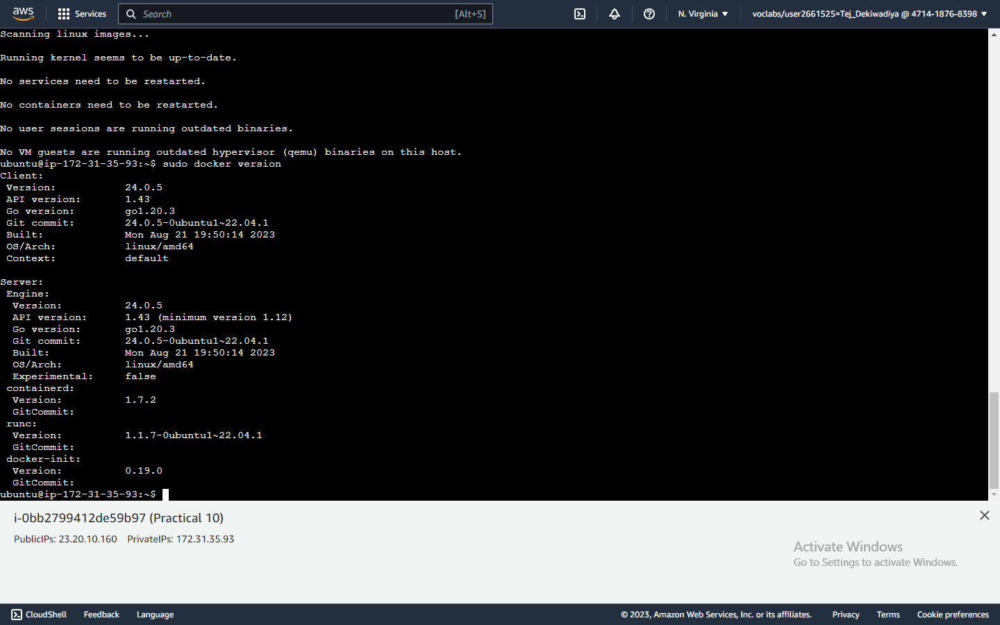 aws Services Search [Alt+S] N. Virginia voclabs/user2661525=Tej_Dekiwadiya @ 4714-1876-8398
Scanning linux images...
Running kernel seems to be up-to-date.
No services need to be restarted.
No containers need to be restarted.
No user sessions are running outdated binaries.
No VM guests are running outdated hypervisor (qemu) binaries on this host.
ubuntu@ip-172-31-35-93:~$ sudo docker version
Client:
Version: 24.0.5
API version: 1.43
Go version: go1.20.3
Git commit: 24.0.5-0ubuntu1~22.04.1
Built: Mon Aug 21 19:50:14 2023
OS/Arch: linux/amd64
Context: default
Server:
Engine:
Version: 24.0.5
API version: 1.43 (minimum version 1.12)
Go version: go1.20.3
Git commit: 24.0.5-0ubuntu1~22.04.1
Built: Mon Aug 21 19:50:14 2023
OS/Arch: linux/amd64
Experimental: false
containerd:
Version: 1.7.2
GitCommit:
runc:
Version: 1.1.7-0ubuntu1~22.04.1
GitCommit:
docker-init:
Version: 0.19.0
GitCommit:
ubuntu@ip-172-31-35-93:~$
i-0bb2799412de59b97 (Practical 10)
PublicIPs: 23.20.10.160 PrivateIPs: 172.31.35.93
Activate Windows
Go to Settings to activate Windows.
CloudShell Feedback Language © 2023, Amazon Web Services, Inc. or its affiliates. Privacy Terms Cookie preferences